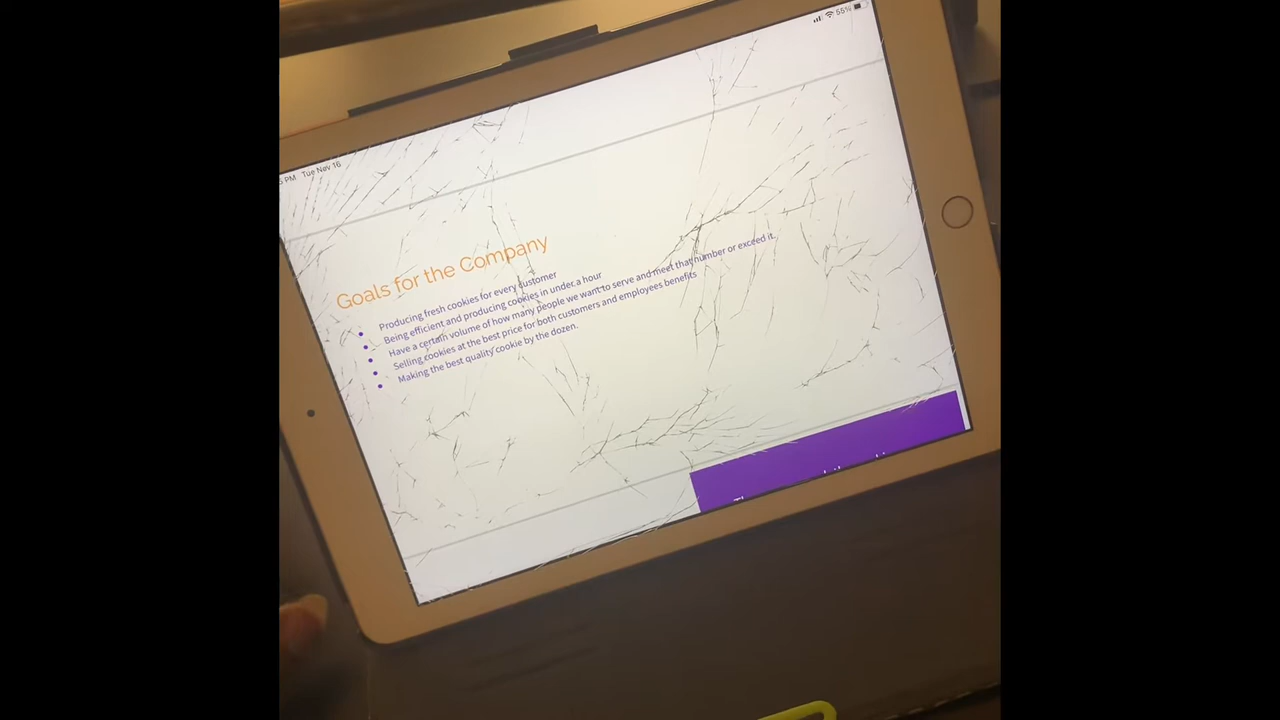 PM Tue Nov 16
55%
Goals for the Company
Producing fresh cookies for every customer
Being efficient and producing cookies in under a hour
Have a certain volume of how many people we want to serve and meet that number or exceed it.
Selling cookies at the best price for both customers and employees benefits
Making the best quality cookie by the dozen.